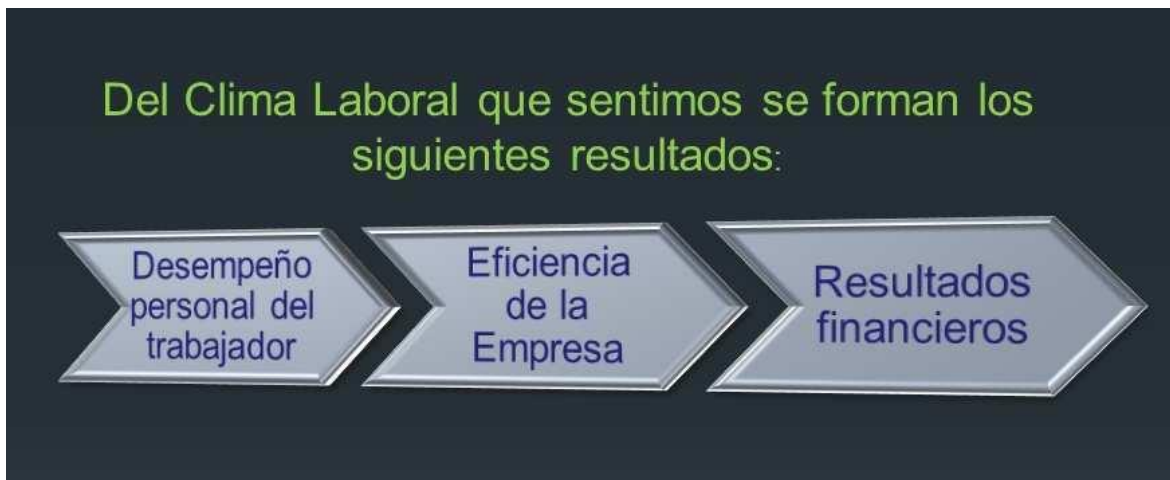 Del Clima Laboral que sentimos se forman los
siguientes resultados:
Desempeño
personal del
trabajador
Eficiencia
de la
Empresa
Resultados
financieros